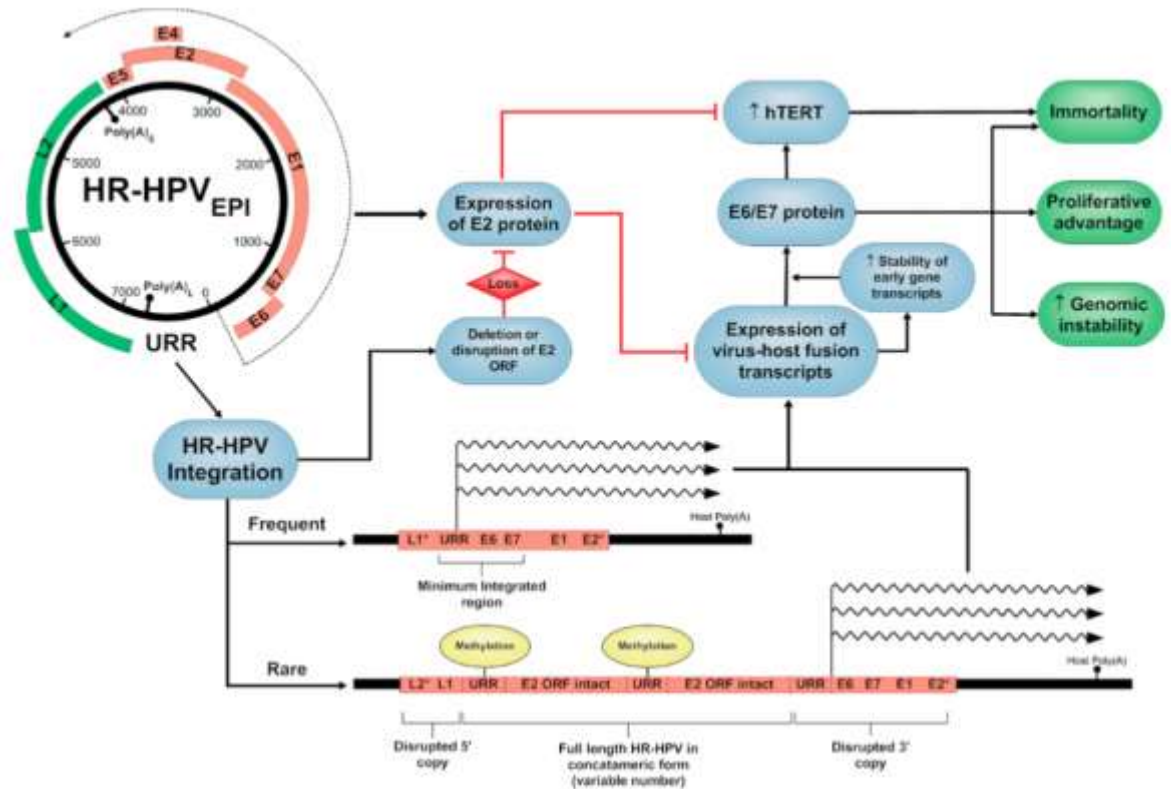 E4
E2
E5
4000
3000
Poly(A)E
L2
5000
2000
E1
HR-HPVEPI
6000
1000
E7
L1
7000
Poly(A)L
0
E6
URR
Expression
of E2 protein
Loss
Deletion or
disruption of E2
ORF
↑ hTERT
E6/E7 protein
↑ Stability of
early gene
transcripts
Expression of
virus-host fusion
transcripts
Immortality
Proliferative
advantage
↑ Genomic
instability
HR-HPV
Integration
Frequent
Host Poly(A)
L1* URR E6 E7 E1 E2*
Minimum Integrated
region
Methylation Methylation
Rare
Host Poly(A)
L2* L1 URR E2 ORF intact URR E2 ORF intact URR E6 E7 E1 E2*
Disrupted 5'
copy
Full length HR-HPV in
concatameric form
(variable number)
Disrupted 3'
copy